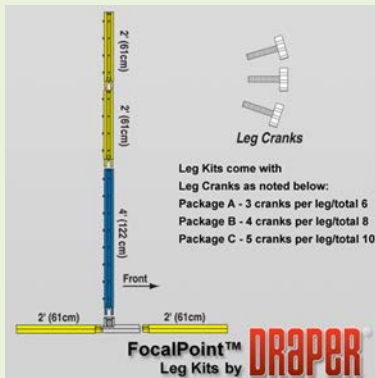 2' (61cm)
2' (61cm)
4' (122 cm)
Leg Cranks
Leg Kits come with
Leg Cranks as noted below:
Package A - 3 cranks per leg/total 6
Package B - 4 cranks per leg/total 8
Package C - 5 cranks per leg/total 10
Front
2' (61cm)
2' (61cm)
FocalPoint™
Leg Kits by
DRAPER®